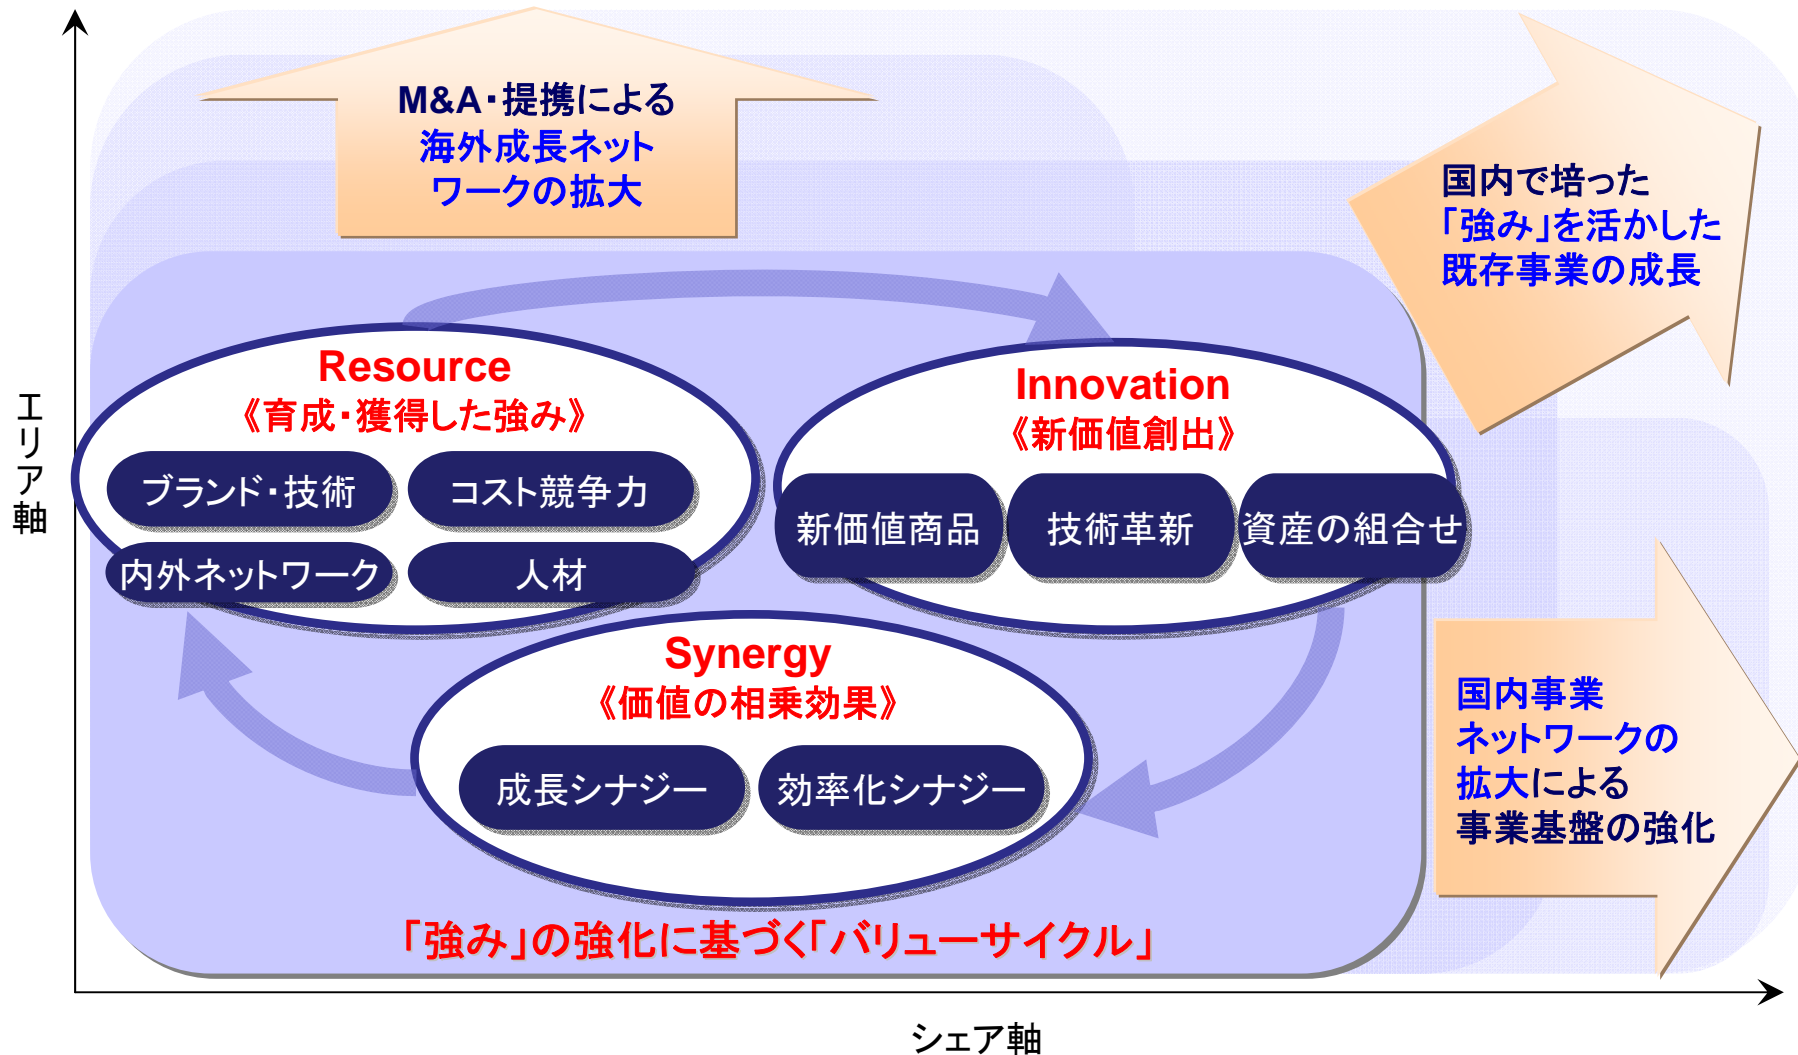 M&A・提携による
海外成長ネット
ワークの拡大
国内で培った
「強み」を活かした
既存事業の成長
エリア軸
Resource
《育成・獲得した強み》
ブランド・技術
コスト競争力
内外ネットワーク
人材
Innovation
《新価値創出》
新価値商品
技術革新
資産の組合せ
Synergy
《価値の相乗効果》
成長シナジー
効率化シナジー
国内事業
ネットワークの
拡大による
事業基盤の強化
「強み」の強化に基づく「バリューサイクル」
シェア軸